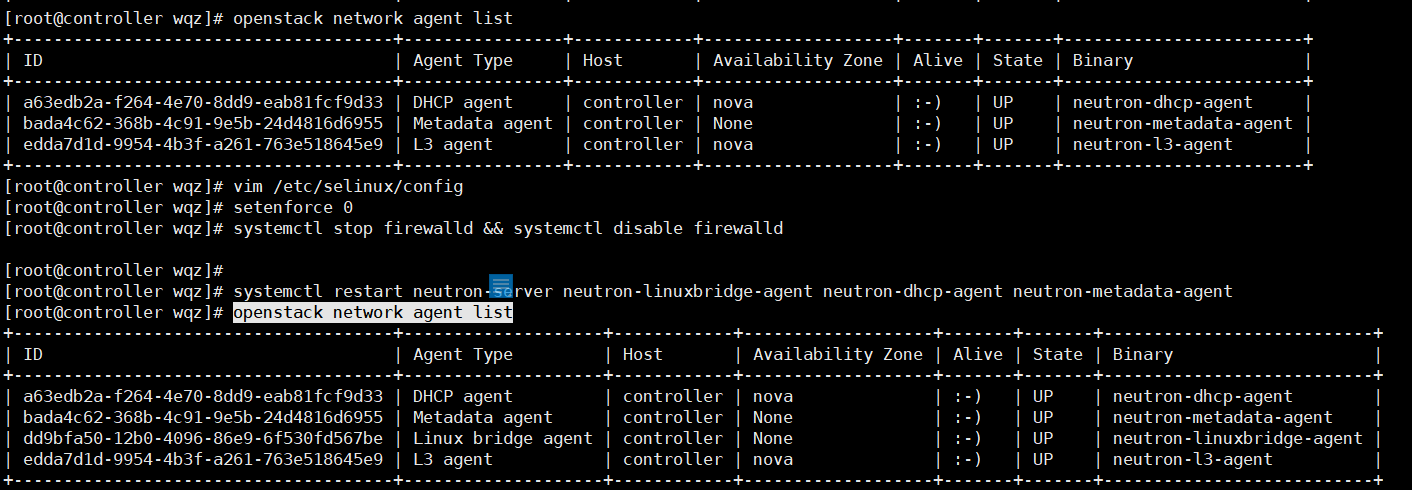 [root@controller wqz]# openstack network agent list
+--------------------------------------+----------------+------------+-------------------+-------+-------+------------------------+
| ID                                   | Agent Type     | Host       | Availability Zone | Alive | State | Binary                 |
+--------------------------------------+----------------+------------+-------------------+-------+-------+------------------------+
| a63edb2a-f264-4e70-8dd9-eab81fcf9d33 | DHCP agent     | controller | nova              | :-)   | UP    | neutron-dhcp-agent     |
| bada4c62-368b-4c91-9e5b-24d4816d6955 | Metadata agent | controller | None              | :-)   | UP    | neutron-metadata-agent |
| edda7d1d-9954-4b3f-a261-763e518645e9 | L3 agent       | controller | nova              | :-)   | UP    | neutron-l3-agent       |
+--------------------------------------+----------------+------------+-------------------+-------+-------+------------------------+
[root@controller wqz]# vim /etc/selinux/config
[root@controller wqz]# setenforce 0
[root@controller wqz]# systemctl stop firewalld && systemctl disable firewalld
[root@controller wqz]#
[root@controller wqz]# systemctl restart neutron-server neutron-linuxbridge-agent neutron-dhcp-agent neutron-metadata-agent
[root@controller wqz]# openstack network agent list
+--------------------------------------+--------------------+------------+-------------------+-------+-------+---------------------------+
| ID                                   | Agent Type         | Host       | Availability Zone | Alive | State | Binary                    |
+--------------------------------------+--------------------+------------+-------------------+-------+-------+---------------------------+
| a63edb2a-f264-4e70-8dd9-eab81fcf9d33 | DHCP agent         | controller | nova              | :-)   | UP    | neutron-dhcp-agent        |
| bada4c62-368b-4c91-9e5b-24d4816d6955 | Metadata agent     | controller | None              | :-)   | UP    | neutron-metadata-agent    |
| dd9bfa50-12b0-4096-86e9-6f530fd567be | Linux bridge agent | controller | None              | :-)   | UP    | neutron-linuxbridge-agent |
| edda7d1d-9954-4b3f-a261-763e518645e9 | L3 agent           | controller | nova              | :-)   | UP    | neutron-l3-agent          |
+--------------------------------------+--------------------+------------+-------------------+-------+-------+---------------------------+